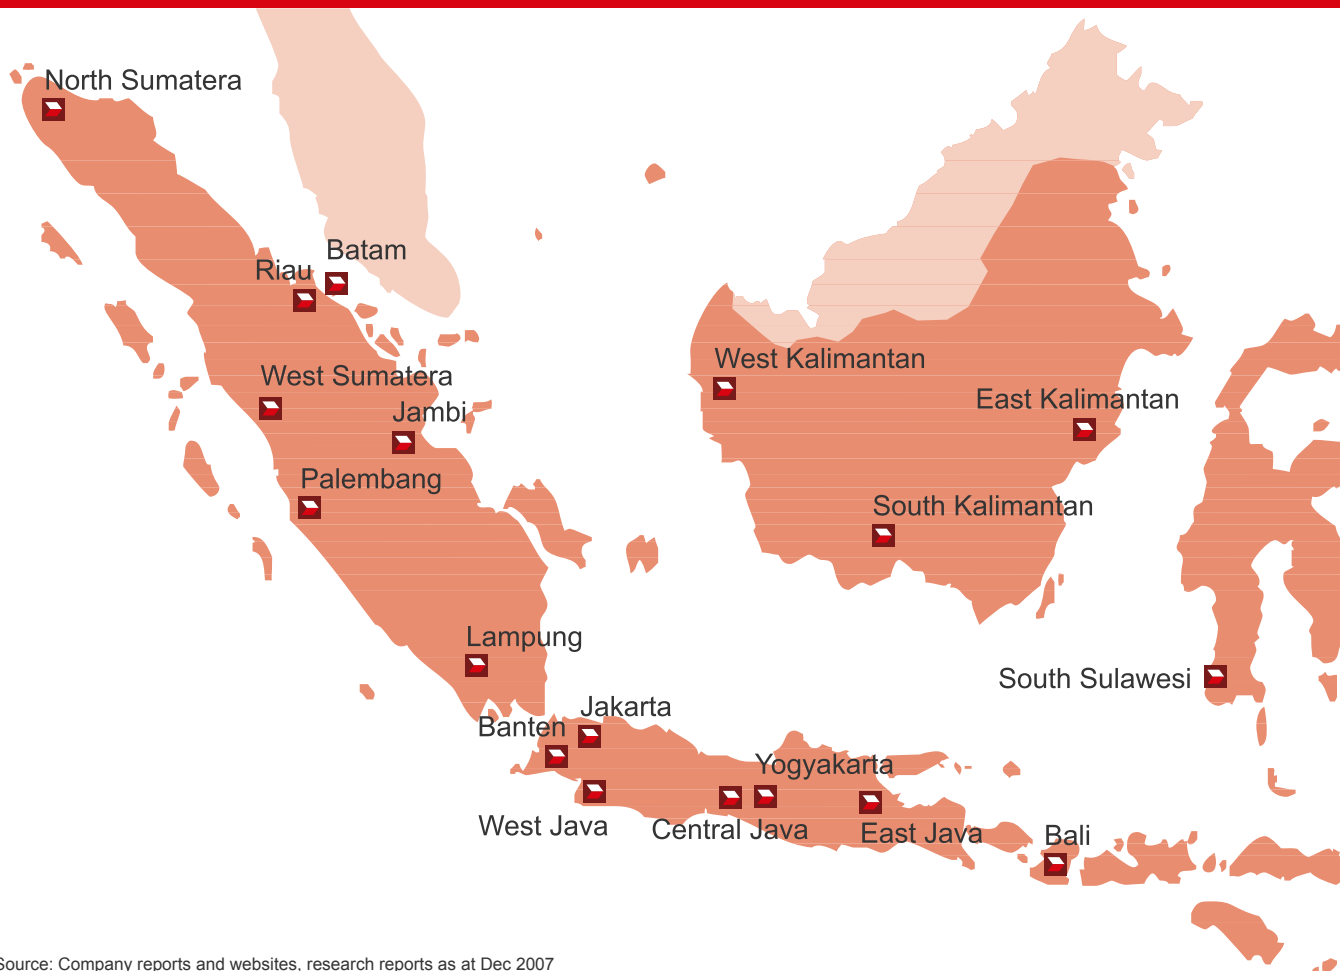 North Sumatera
Batam
Riau
West Sumatera
Jambi
Palembang
Lampung
West Kalimantan
East Kalimantan
South Kalimantan
South Sulawesi
Jakarta
Banten
Yogyakarta
West Java
Central Java
East Java
Bali
Source: Company reports and websites, research reports as at Dec 2007